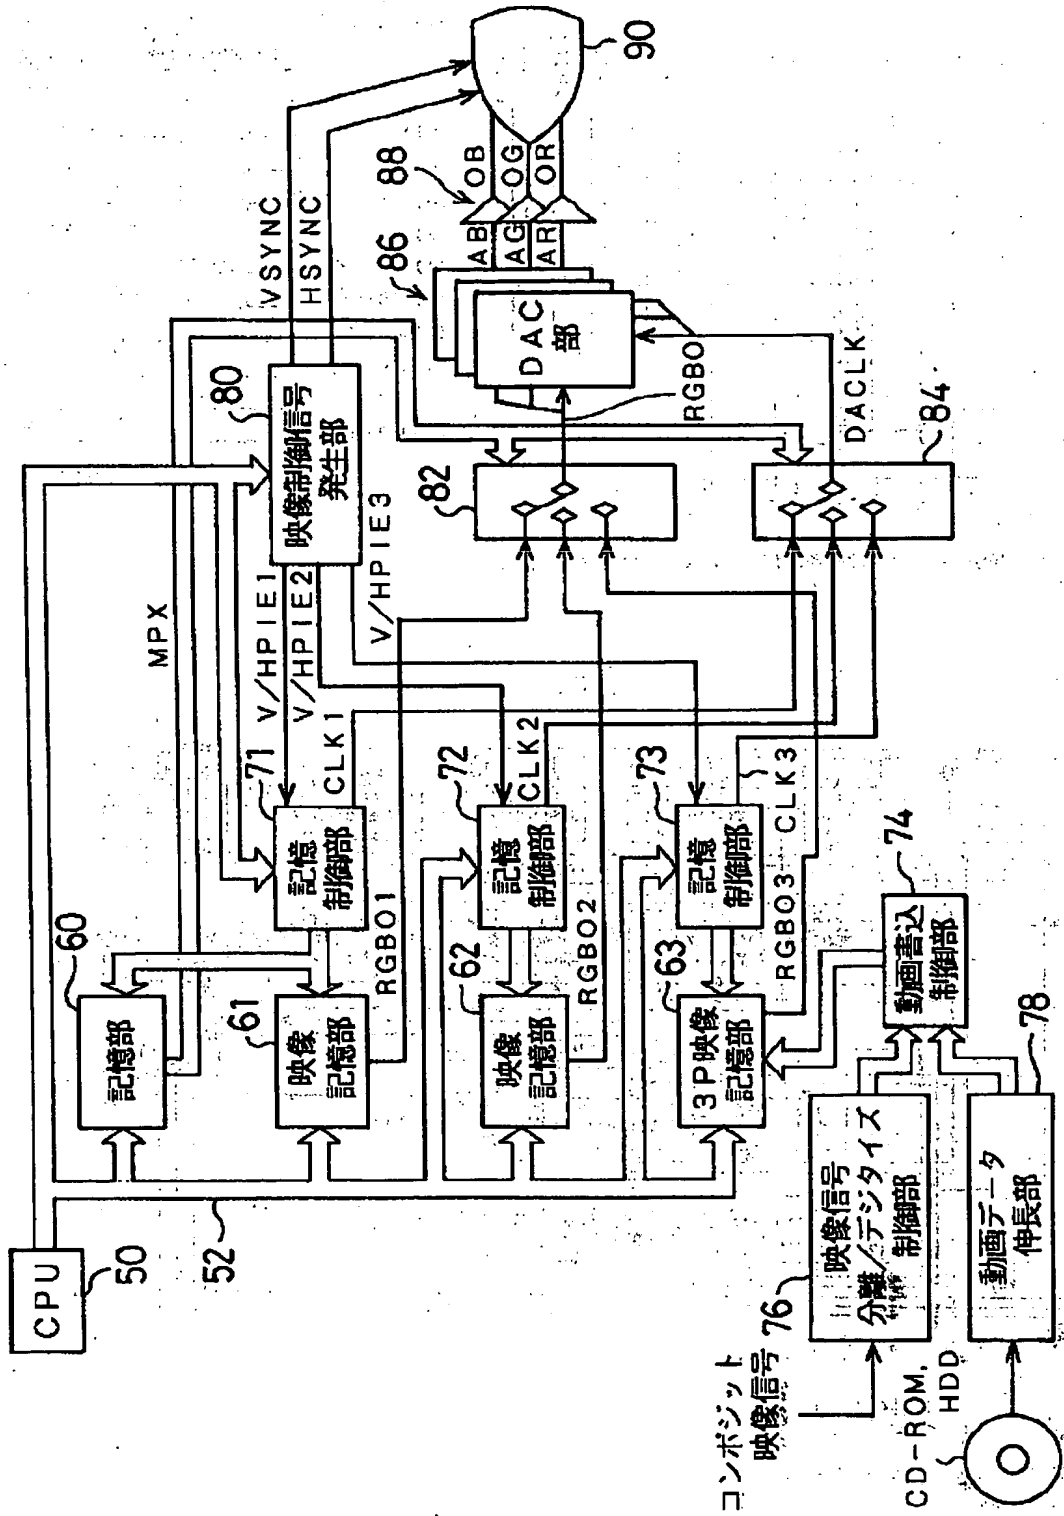 CPU
50
52
60
記憶部
61
映像
記憶部
62
映像
記憶部
63
3P映像
記憶部
71
記憶
制御部
72
記憶
制御部
73
記憶
制御部
74
動画書込
制御部
76
映像信号
分離/デジタイズ
制御部
78
動画データ
伸長部
コンポジット
映像信号
CD-ROM,
HDD
MPX
V/HPIE1
V/HPIE2
V/HPIE3
CLK1
CLK2
CLK3
RGBO1
RGBO2
RGBO3
80
映像制御信号
発生部
VSYNC
HSYNC
82
84
DACLK
RGBO
86
DAC
部
AB
AG
AR
88
OB
OG
OR
90